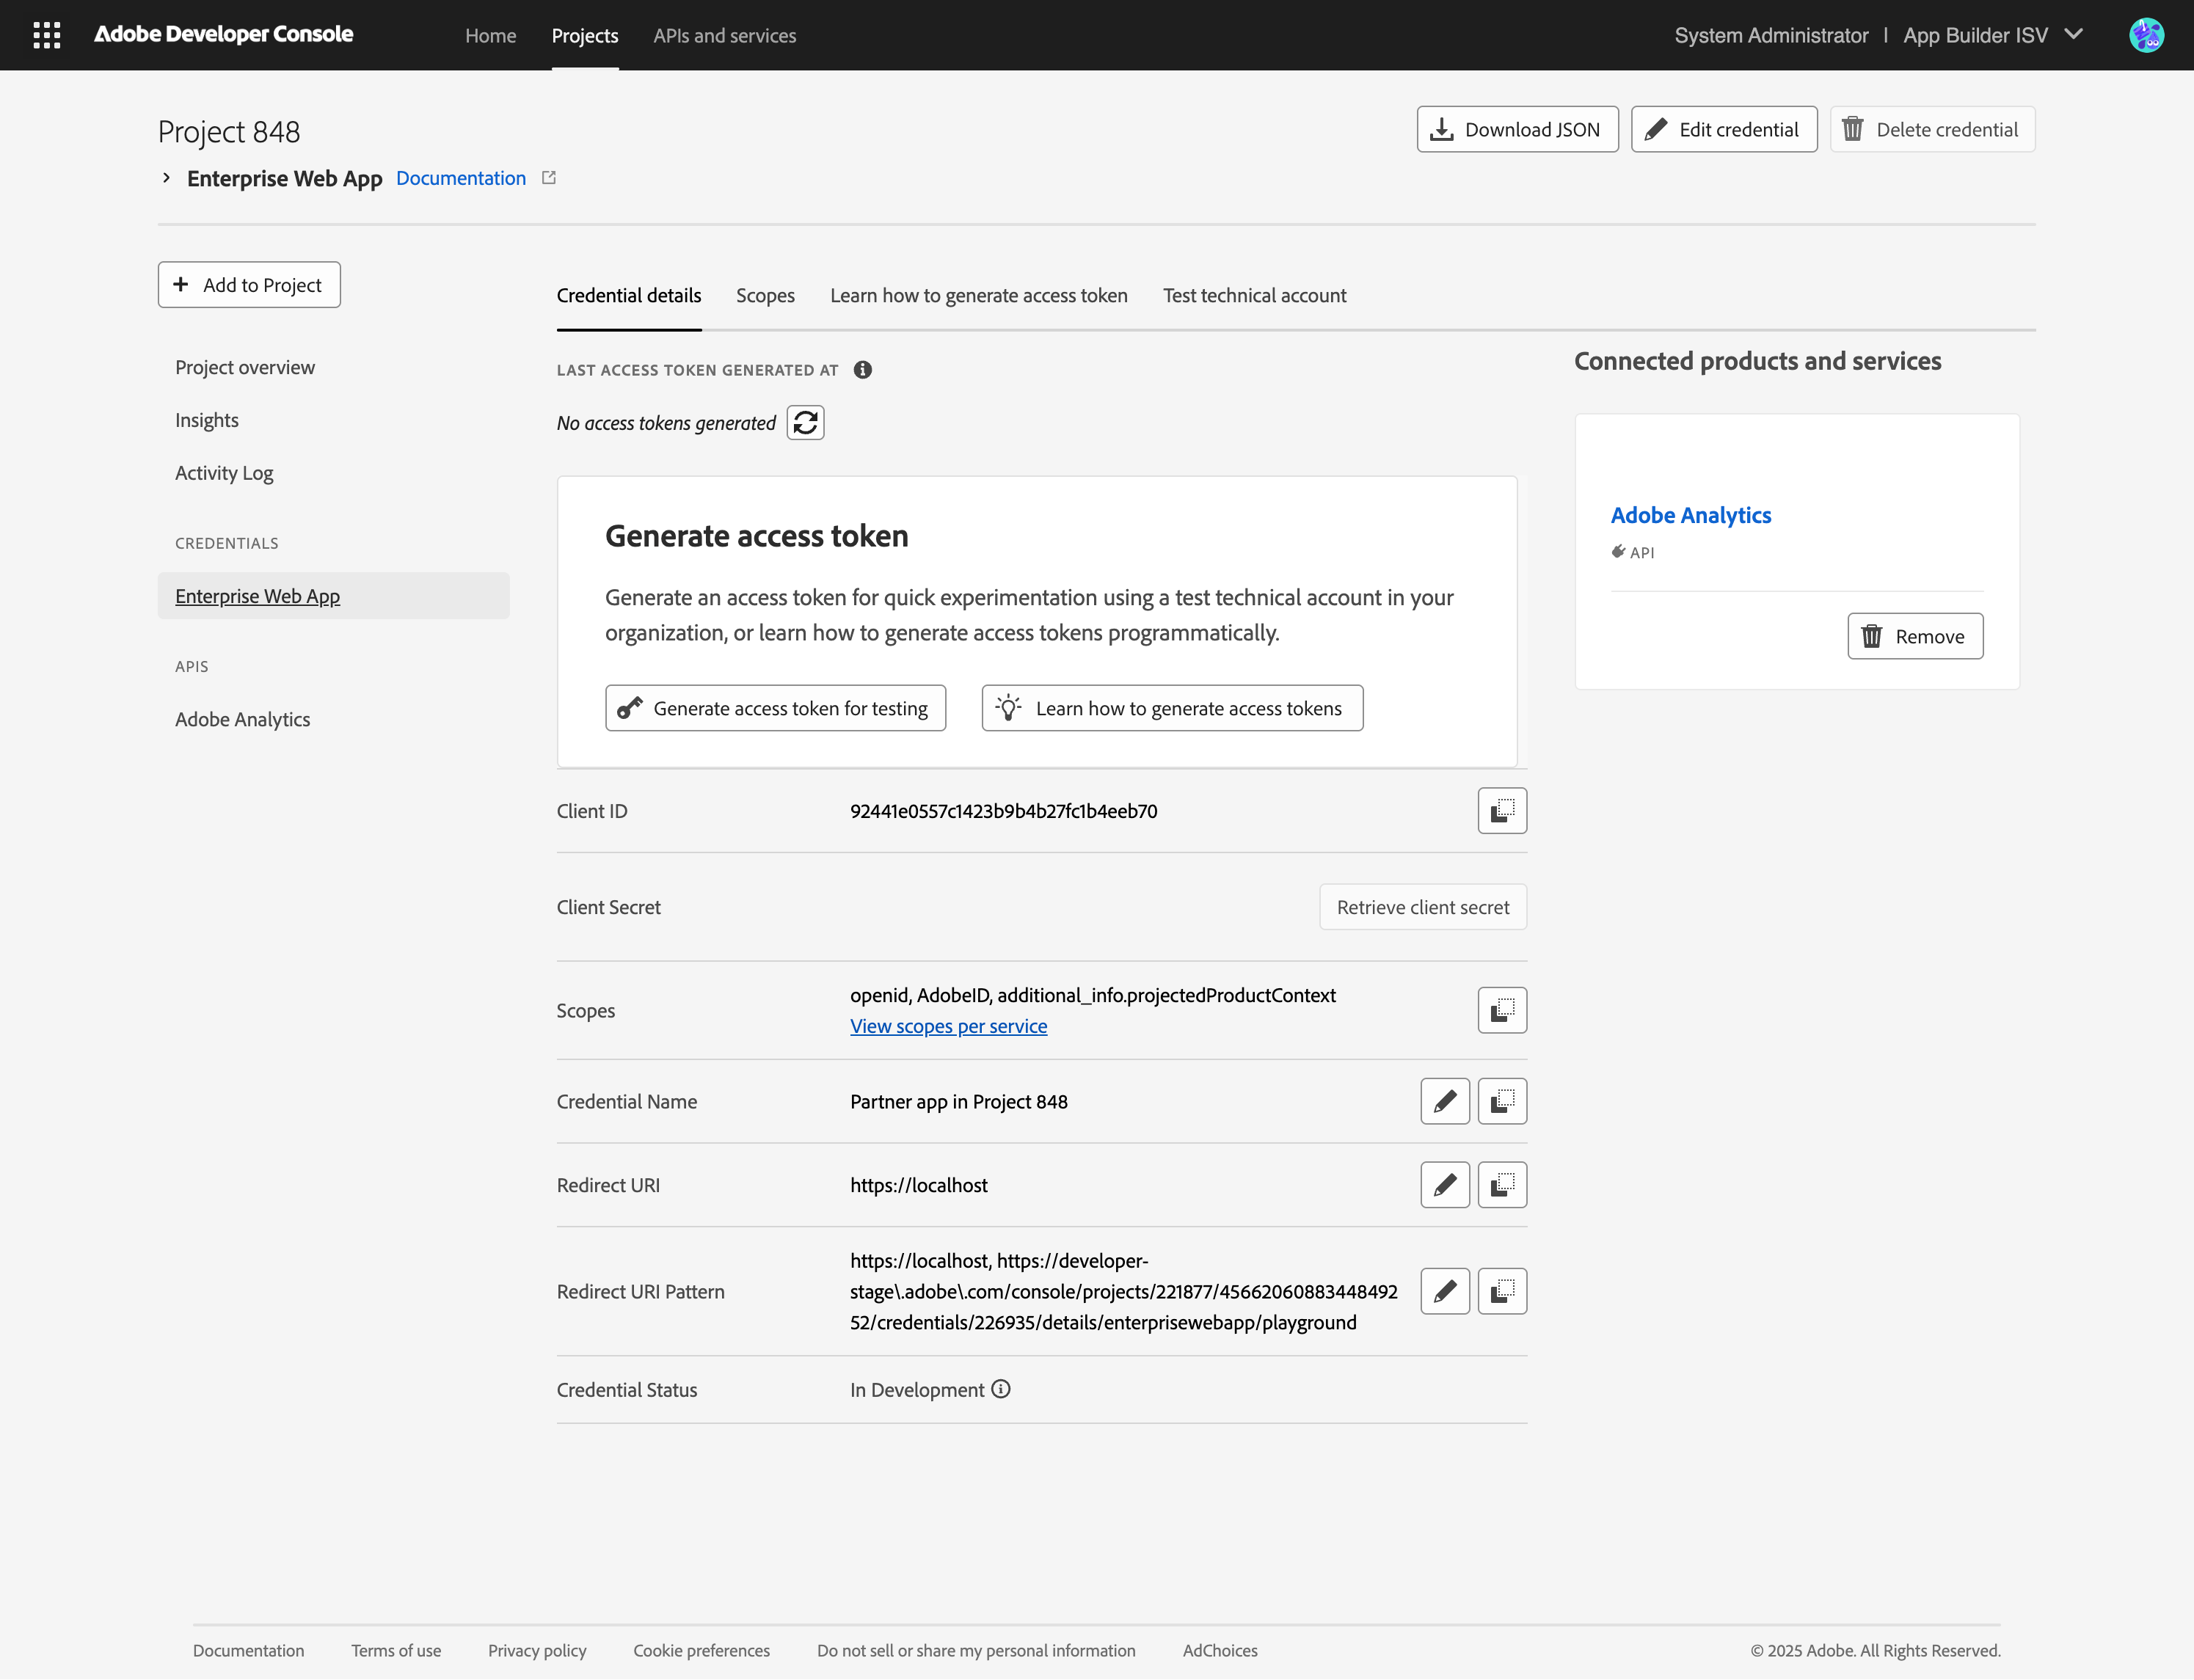 Adobe Developer Console
Home
Projects
APIs and services
System Administrator | App Builder ISV
Project 848
Download JSON
Edit credential
Delete credential
Enterprise Web App
Documentation
Add to Project
Project overview
Insights
Activity Log
CREDENTIALS
Enterprise Web App
APIS
Adobe Analytics
Credential details
Scopes
Learn how to generate access token
Test technical account
LAST ACCESS TOKEN GENERATED AT
No access tokens generated
Generate access token
Generate an access token for quick experimentation using a test technical account in your
organization, or learn how to generate access tokens programmatically.
Generate access token for testing
Learn how to generate access tokens
Client ID
92441e0557c1423b9b4b27fc1b4eeb70
Client Secret
Retrieve client secret
Scopes
openid, AdobeID, additional_info.projectedProductContext
View scopes per service
Credential Name
Partner app in Project 848
Redirect URI
https://localhost
Redirect URI Pattern
https://localhost, https://developer-
stage\.adobe\.com/console/projects/221877/45662060883448492
52/credentials/226935/details/enterprisewebapp/playground
Credential Status
In Development
Connected products and services
Adobe Analytics
API
Remove
Documentation
Terms of use
Privacy policy
Cookie preferences
Do not sell or share my personal information
AdChoices
© 2025 Adobe. All Rights Reserved.